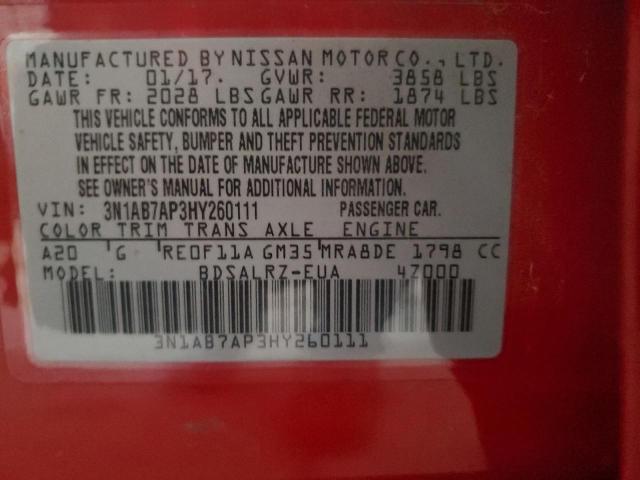 MANUFACTURED BY NISSAN MOTOR CO., LTD.
DATE: 01/17. GVWR: 3858 LBS
GAWR FR: 2028 LBS GAWR RR: 1874 LBS
THIS VEHICLE CONFORMS TO ALL APPLICABLE FEDERAL MOTOR
VEHICLE SAFETY, BUMPER AND THEFT PREVENTION STANDARDS
IN EFFECT ON THE DATE OF MANUFACTURE SHOWN ABOVE.
SEE OWNER'S MANUAL FOR ADDITIONAL INFORMATION.
VIN: 3N1AB7AP3HY260111 PASSENGER CAR.
COLOR TRIM TRANS AXLE ENGINE
A20 G RE0F11A GM35 MRA8DE 1798 CC
MODEL: BDSALRZ-EUA 47000
3N1AB7AP3HY260111